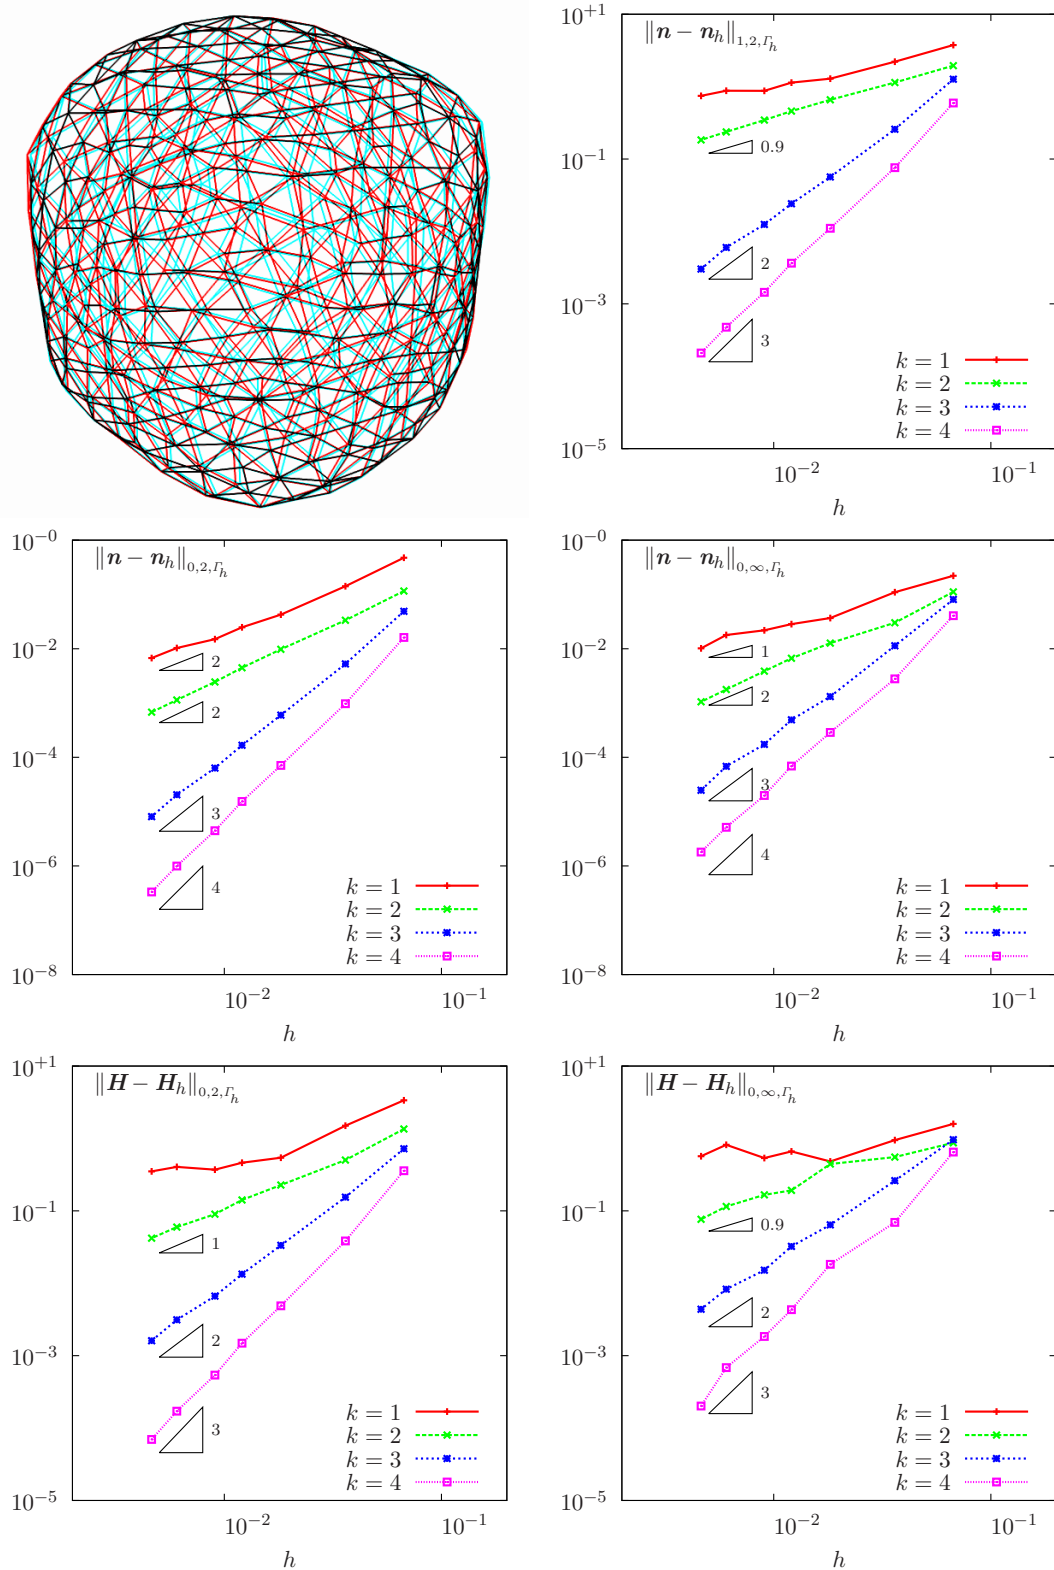 10^{+1}
‖n − n_h‖_{1,2,Γ_h}
10^{-1}
0.9
2
10^{-3}
3
k = 1
k = 2
k = 3
k = 4
10^{-5}
10^{-2} 10^{-1}
h
10^{-0}
‖n − n_h‖_{0,2,Γ_h}
10^{-2}
2
2
10^{-4}
3
10^{-6}
4
k = 1
k = 2
k = 3
k = 4
10^{-8}
10^{-2} 10^{-1}
h
10^{-0}
‖n − n_h‖_{0,∞,Γ_h}
10^{-2}
1
2
10^{-4}
3
4
10^{-6}
k = 1
k = 2
k = 3
k = 4
10^{-8}
10^{-2} 10^{-1}
h
10^{+1}
‖H − H_h‖_{0,2,Γ_h}
10^{-1}
1
2
10^{-3}
3
k = 1
k = 2
k = 3
k = 4
10^{-5}
10^{-2} 10^{-1}
h
10^{+1}
‖H − H_h‖_{0,∞,Γ_h}
10^{-1}
0.9
2
10^{-3}
3
k = 1
k = 2
k = 3
k = 4
10^{-5}
10^{-2} 10^{-1}
h